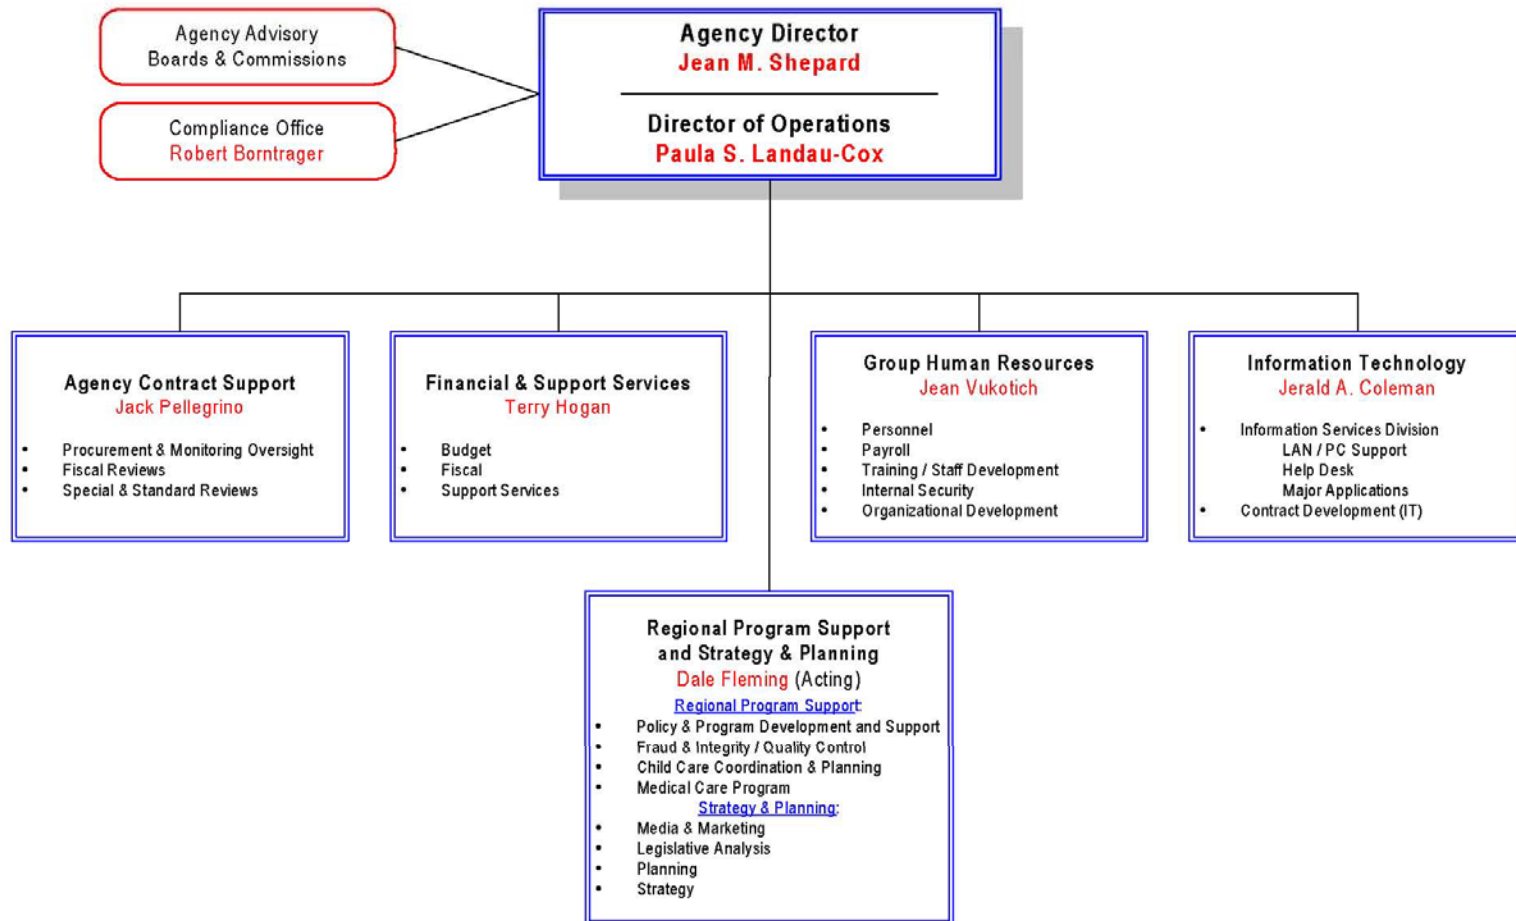 Agency Advisory
Boards & Commissions
Compliance Office
Robert Borntrager
Agency Director
Jean M. Shepard
Director of Operations
Paula S. Landau-Cox
Agency Contract Support
Jack Pellegrino
• Procurement & Monitoring Oversight
• Fiscal Reviews
• Special & Standard Reviews
Financial & Support Services
Terry Hogan
• Budget
• Fiscal
• Support Services
Group Human Resources
Jean Vukotich
• Personnel
• Payroll
• Training / Staff Development
• Internal Security
• Organizational Development
Information Technology
Jerald A. Coleman
• Information Services Division
LAN / PC Support
Help Desk
Major Applications
• Contract Development (IT)
Regional Program Support
and Strategy & Planning
Dale Fleming (Acting)
Regional Program Support:
• Policy & Program Development and Support
• Fraud & Integrity / Quality Control
• Child Care Coordination & Planning
• Medical Care Program
Strategy & Planning:
• Media & Marketing
• Legislative Analysis
• Planning
• Strategy